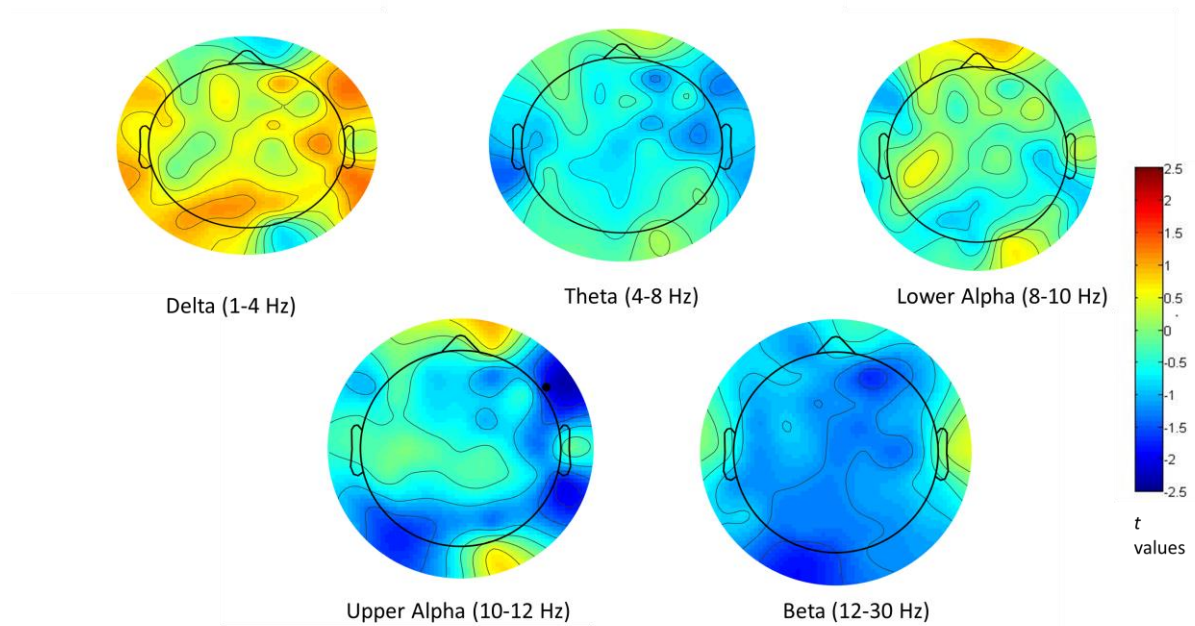 Delta (1-4 Hz)
Theta (4-8 Hz)
Lower Alpha (8-10 Hz)
2.5
2
1.5
1
0.5
0
-0.5
-1
-1.5
-2
-2.5
t
values
Upper Alpha (10-12 Hz)
Beta (12-30 Hz)